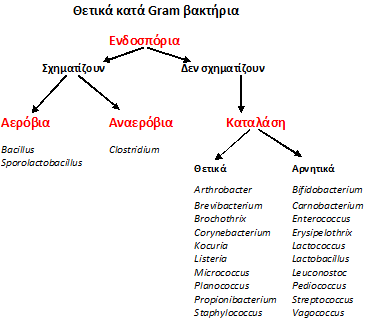 Θετικά κατά Gram βακτήρια
Ενδοσπόρια
Σχηματίζουν
Δεν σχηματίζουν
Αερόβια
Αναερόβια
Καταλάση
Bacillus
Sporolactobacillus
Clostridium
Θετικά
Αρνητικά
Arthrobacter
Bifidobacterium
Brevibacterium
Carnobacterium
Brochothrix
Enterococcus
Corynebacterium
Erysipelothrix
Kocuria
Lactococcus
Listeria
Lactobacillus
Micrococcus
Leuconostoc
Planococcus
Pediococcus
Propionibacterium
Streptococcus
Staphylococcus
Vagococcus